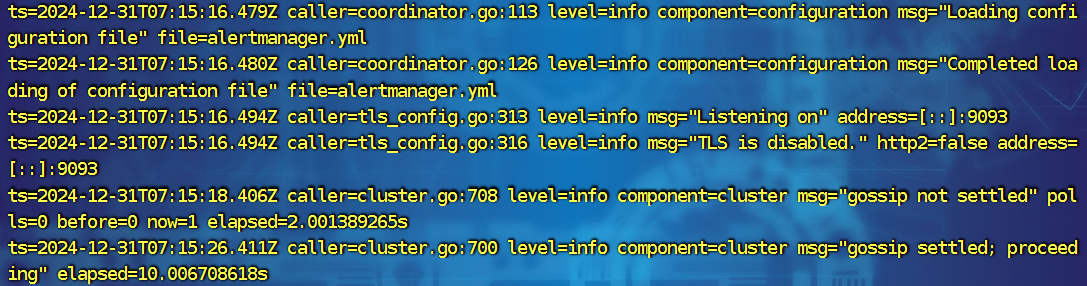 ts=2024-12-31T07:15:16.479Z caller=coordinator.go:113 level=info component=configuration msg="Loading confi
guration file" file=alertmanager.yml
ts=2024-12-31T07:15:16.480Z caller=coordinator.go:126 level=info component=configuration msg="Completed loa
ding of configuration file" file=alertmanager.yml
ts=2024-12-31T07:15:16.494Z caller=tls_config.go:313 level=info msg="Listening on" address=[::]:9093
ts=2024-12-31T07:15:16.494Z caller=tls_config.go:316 level=info msg="TLS is disabled." http2=false address=
[::]:9093
ts=2024-12-31T07:15:18.406Z caller=cluster.go:708 level=info component=cluster msg="gossip not settled" pol
ls=0 before=0 now=1 elapsed=2.001389265s
ts=2024-12-31T07:15:26.411Z caller=cluster.go:700 level=info component=cluster msg="gossip settled; proceed
ing" elapsed=10.006708618s